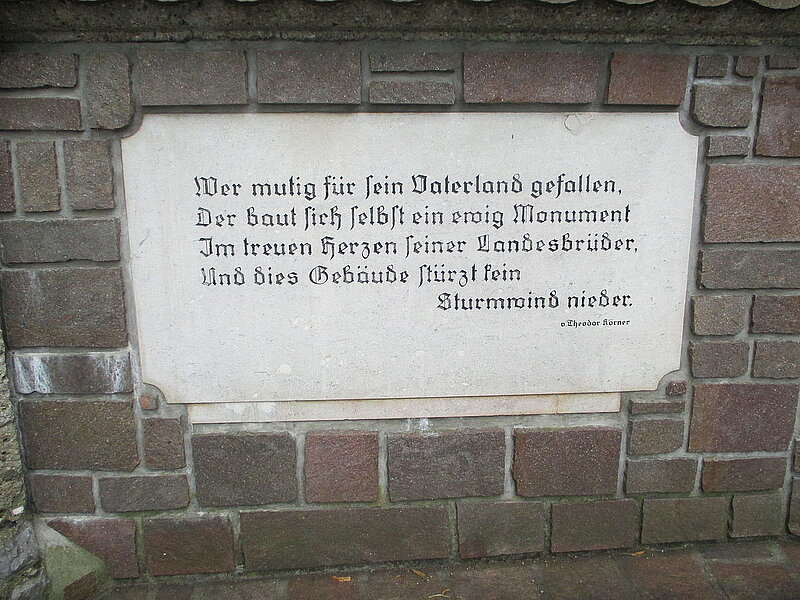 Wer mutig für sein Vaterland gefallen,
Der baut sich selbst ein ewig Monument
Im treuen Herzen seiner Landesbrüder,
Und dies Gebäude stürzt kein
Sturmwind nieder.
v. Theodor Körner